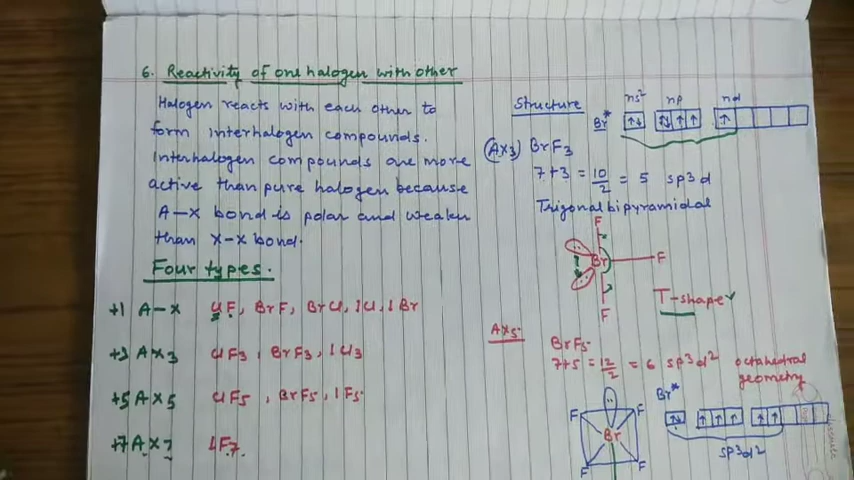 6. Reactivity of one halogen with other
Halogen reacts with each other to
form interhalogen compounds.
Interhalogen compounds are more
active than pure halogen because
A-X bond is polar and weaker
than X-X bond.
Four types.
+1 A-X ClF, BrF, BrCl, ICl, IBr
+3 AX3 ClF3, BrF3, ICl3
+5 AX5 ClF5, BrF5, IF5
+7 AX7 IF7.
Structure
ns² np nd
Br*
AX3 BrF3
7+3 = 10/2 = 5 sp³d
Trigonal bipyramidal
F
Br F
F
T-shape
AX5
BrF5
7+5 = 12/2 = 6 sp³d² octahedral
geometry
Br*
sp³d²
F F
Br
F F